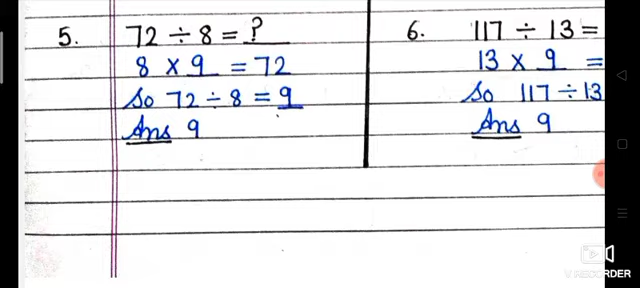 5. 72 ÷ 8 = ?
8 × 9 = 72
So 72 ÷ 8 = 9
Ans 9
6. 117 ÷ 13 =
13 × 9 =
So 117 ÷ 13
Ans 9
V RECORDER